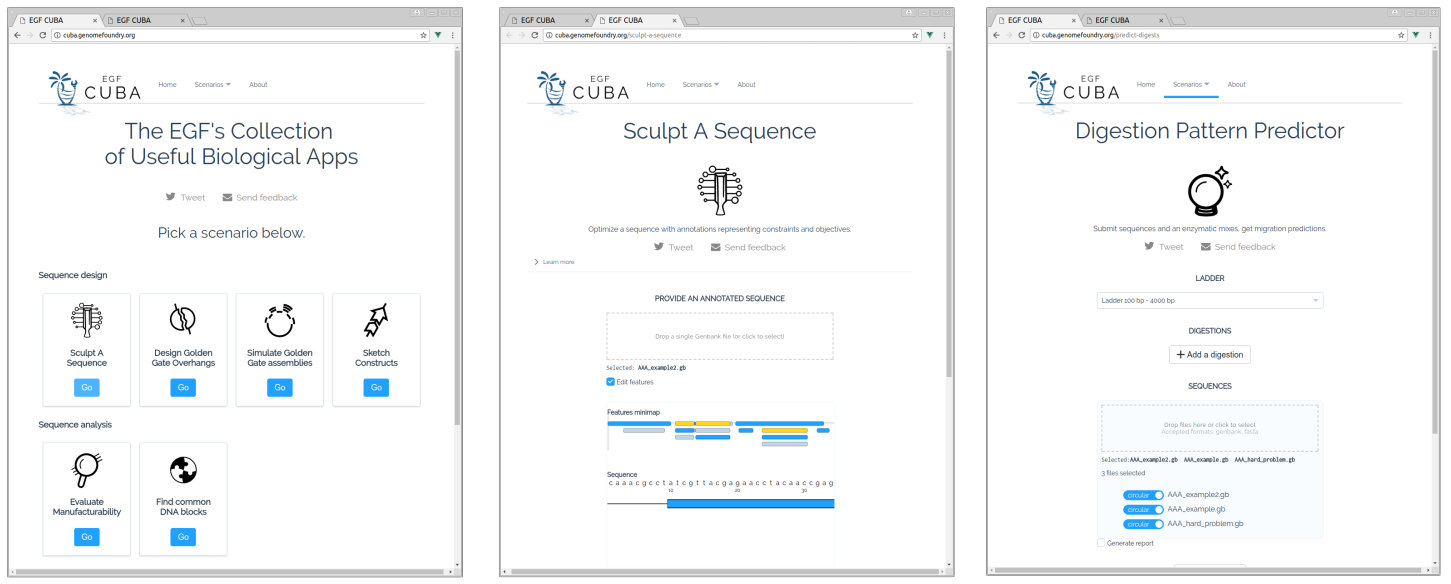 EGF CUBA
EGF CUBA
cuba.genomefoundry.org
EGF
CUBA
Home
Scenarios
About
The EGF's Collection
of Useful Biological Apps
Tweet
Send feedback
Pick a scenario below.
Sequence design
Sculpt A
Sequence
Go
Design Golden
Gate Overhangs
Go
Simulate Golden
Gate assemblies
Go
Sketch
Constructs
Go
Sequence analysis
Evaluate
Manufacturability
Go
Find common
DNA blocks
Go
EGF CUBA
EGF CUBA
cuba.genomefoundry.org/sculpt-a-sequence
EGF
CUBA
Home
Scenarios
About
Sculpt A Sequence
Optimize a sequence with annotations representing constraints and objectives.
Tweet
Send feedback
Learn more
PROVIDE AN ANNOTATED SEQUENCE
Drop a single Genbank file (or click to select)
Selected: AAA_example2.gb
Edit features
Features minimap
Sequence
c a a a c g c c t a t c g t t a c g a g a a c c t a c a a c c g a g
10 20 30
EGF CUBA
EGF CUBA
cuba.genomefoundry.org/predict-digests
EGF
CUBA
Home
Scenarios
About
Digestion Pattern Predictor
Submit sequences and an enzymatic mixes, get migration predictions.
Tweet
Send feedback
LADDER
Ladder 100 bp - 4000 bp
DIGESTIONS
+ Add a digestion
SEQUENCES
Drop files here or click to select
Accepted formats: genbank, fasta
Selected:AAA_example2.gb AAA_example.gb AAA_hard_problem.gb
3 files selected
circular AAA_example2.gb
circular AAA_example.gb
circular AAA_hard_problem.gb
Generate report